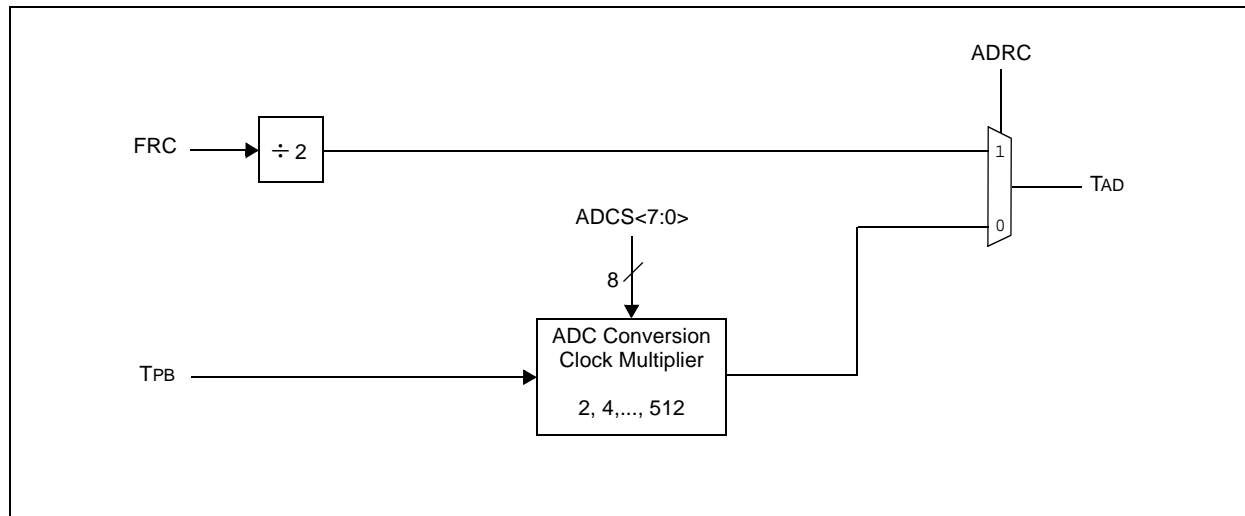 ADRC
FRC
÷ 2
1
TAD
ADCS<7:0>
0
8
ADC Conversion
Clock Multiplier
2, 4,..., 512
TPB